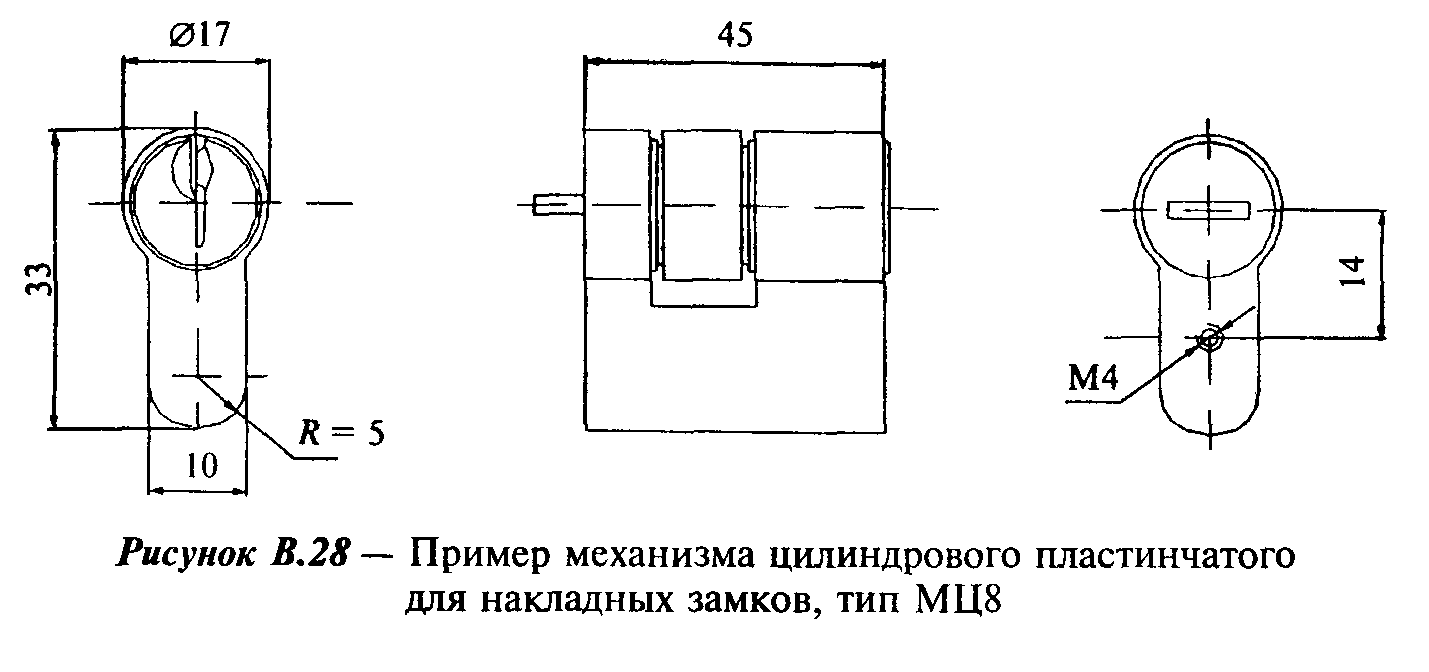 Ø17
45
33
14
M4
R = 5
10
Рисунок В.28 — Пример механизма цилиндрового пластинчатого
для накладных замков, тип МЦ8